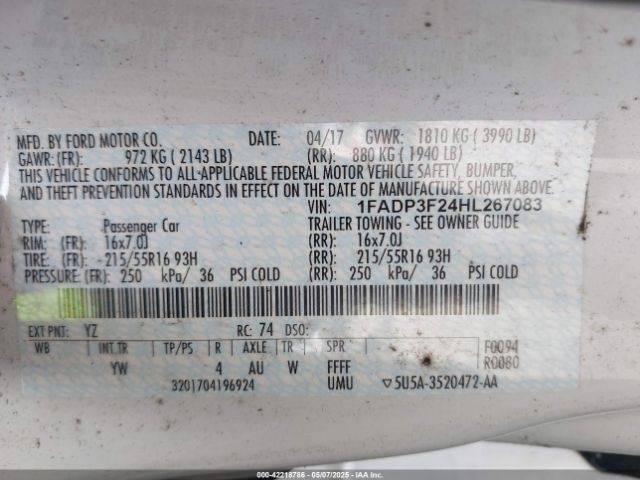 MFD. BY FORD MOTOR CO. DATE: 04/17 GVWR: 1810 KG ( 3990 LB)
GAWR: (FR): 972 KG ( 2143 LB) (RR): 880 KG ( 1940 LB)
THIS VEHICLE CONFORMS TO ALL-APPLICABLE FEDERAL MOTOR VEHICLE SAFETY, BUMPER,
AND THEFT PREVENTION STANDARDS IN EFFECT ON THE DATE OF MANUFACTURE SHOWN ABOVE.
VIN: 1FADP3F24HL267083
TYPE: Passenger Car TRAILER TOWING - SEE OWNER GUIDE
RIM: (FR): 16x7.0J (RR): 16x7.0J
TIRE: (FR): 215/55R16 93H (RR): 215/55R16 93H
PRESSURE: (FR): 250 kPa/ 36 PSI COLD (RR): 250 kPa/ 36 PSI COLD
EXT PNT: YZ RC: 74 DSO:
WB INT TR TP/PS R AXLE TR SPR F0094
YW 4 AU W FFFF R0080
3201704196924 UMU ▽5U5A-3520472-AA
000-42218786 - 05/07/2025 - IAAI.COM